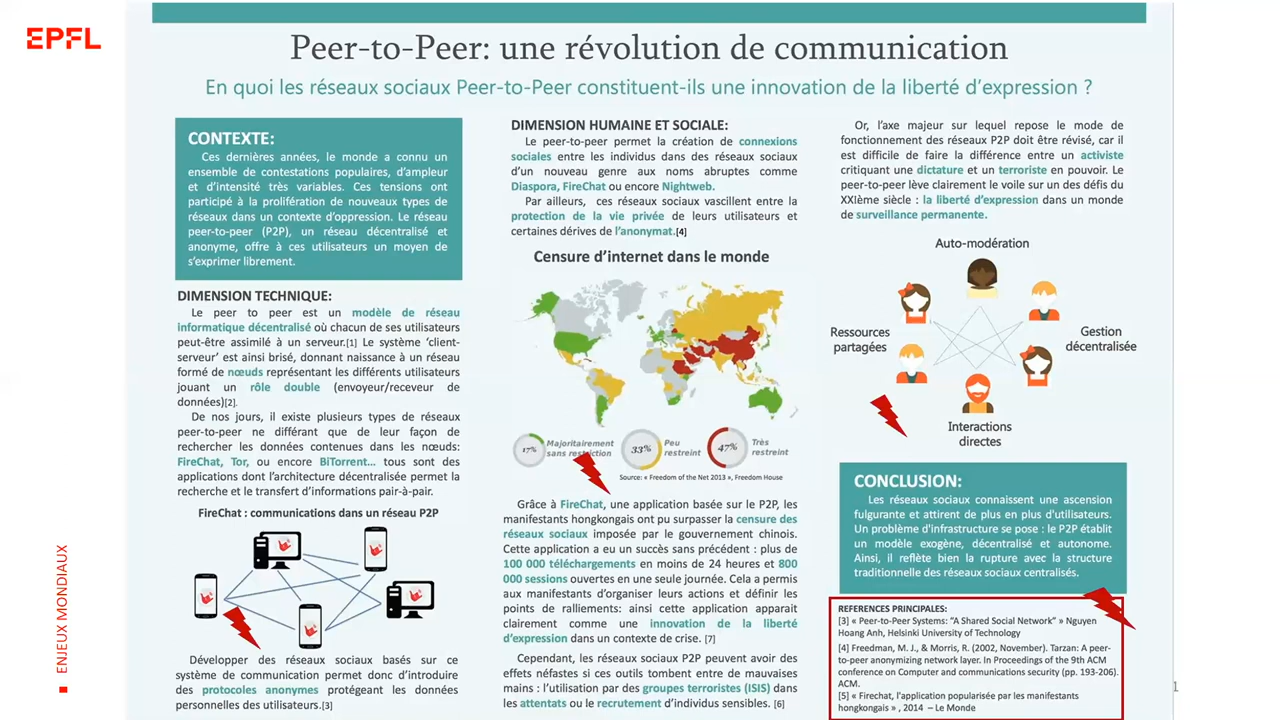 EPFL
Peer-to-Peer: une révolution de communication
En quoi les réseaux sociaux Peer-to-Peer constituent-ils une innovation de la liberté d'expression ?
CONTEXTE:
Ces dernières années, le monde a connu un
ensemble de contestations populaires, d'ampleur
et d'intensité très variables. Ces tensions ont
participé à la prolifération de nouveaux types de
réseaux dans un contexte d'oppression. Le réseau
peer-to-peer (P2P), un réseau décentralisé et
anonyme, offre à ces utilisateurs un moyen de
s'exprimer librement.
DIMENSION TECHNIQUE:
Le peer to peer est un modèle de réseau
informatique décentralisé où chacun de ses utilisateurs
peut-être assimilé à un serveur.[1] Le système 'client-
serveur' est ainsi brisé, donnant naissance à un réseau
formé de nœuds représentant les différents utilisateurs
jouant un rôle double (envoyeur/receveur de
données)[2].
De nos jours, il existe plusieurs types de réseaux
peer-to-peer ne différant que de leur façon de
rechercher les données contenues dans les nœuds:
FireChat, Tor, ou encore BiTorrent... tous sont des
applications dont l'architecture décentralisée permet la
recherche et le transfert d'informations pair-à-pair.
FireChat : communications dans un réseau P2P
Développer des réseaux sociaux basés sur ce
système de communication permet donc d'introduire
des protocoles anonymes protégeant les données
personnelles des utilisateurs.[3]
DIMENSION HUMAINE ET SOCIALE:
Le peer-to-peer permet la création de connexions
sociales entre les individus dans des réseaux sociaux
d'un nouveau genre aux noms abruptes comme
Diaspora, FireChat ou encore Nightweb.
Par ailleurs, ces réseaux sociaux vascillent entre la
protection de la vie privée de leurs utilisateurs et
certaines dérives de l'anonymat.[4]
Censure d'internet dans le monde
17%
Majoritairement
sans restriction
33%
Peu
restreint
47%
Très
restreint
Source: « Freedom of the Net 2013 », Freedom House
Grâce à FireChat, une application basée sur le P2P, les
manifestants hongkongais ont pu surpasser la censure des
réseaux sociaux imposée par le gouvernement chinois.
Cette application a eu un succès sans précédent : plus de
100 000 téléchargements en moins de 24 heures et 800
000 sessions ouvertes en une seule journée. Cela a permis
aux manifestants d'organiser leurs actions et définir les
points de ralliements: ainsi cette application apparait
clairement comme une innovation de la liberté
d'expression dans un contexte de crise. [7]
Cependant, les réseaux sociaux P2P peuvent avoir des
effets néfastes si ces outils tombent entre de mauvaises
mains : l'utilisation par des groupes terroristes (ISIS) dans
les attentats ou le recrutement d'individus sensibles. [6]
Or, l'axe majeur sur lequel repose le mode de
fonctionnement des réseaux P2P doit être révisé, car il
est difficile de faire la différence entre un activiste
critiquant une dictature et un terroriste en pouvoir. Le
peer-to-peer lève clairement le voile sur un des défis du
XXIème siècle : la liberté d'expression dans un monde
de surveillance permanente.
Auto-modération
Ressources
partagées
Gestion
décentralisée
Interactions
directes
CONCLUSION:
Les réseaux sociaux connaissent une ascension
fulgurante et attirent de plus en plus d'utilisateurs.
Un problème d'infrastructure se pose : le P2P établit
un modèle exogène, décentralisé et autonome.
Ainsi, il reflète bien la rupture avec la structure
traditionnelle des réseaux sociaux centralisés.
REFERENCES PRINCIPALES:
[3] « Peer-to-Peer Systems: "A Shared Social Network" » Nguyen
Hoang Anh, Helsinki University of Technology
[4] Freedman, M. J., & Morris, R. (2002, November). Tarzan: A peer-
to-peer anonymizing network layer. In Proceedings of the 9th ACM
conference on Computer and communications security (pp. 193-206).
ACM.
[5] « Firechat, l'application popularisée par les manifestants
hongkongais » , 2014 – Le Monde
ENJEUX MONDIAUX
1